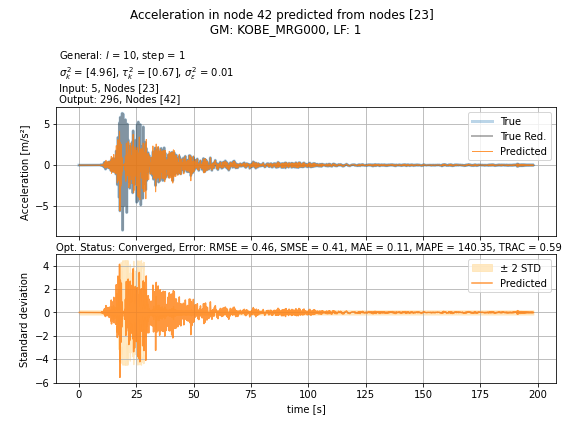 Acceleration in node 42 predicted from nodes [23]
GM: KOBE_MRG000, LF: 1
General: l = 10, step = 1
σ²ₖ = [4.96], τ²ₖ = [0.67], σ²ε = 0.01
Input: 5, Nodes [23]
Output: 296, Nodes [42]
Acceleration [m/s²]
5
0
−5
True
True Red.
Predicted
Opt. Status: Converged, Error: RMSE = 0.46, SMSE = 0.41, MAE = 0.11, MAPE = 140.35, TRAC = 0.59
Standard deviation
4
2
0
−2
−4
−6
± 2 STD
Predicted
0 25 50 75 100 125 150 175 200
time [s]